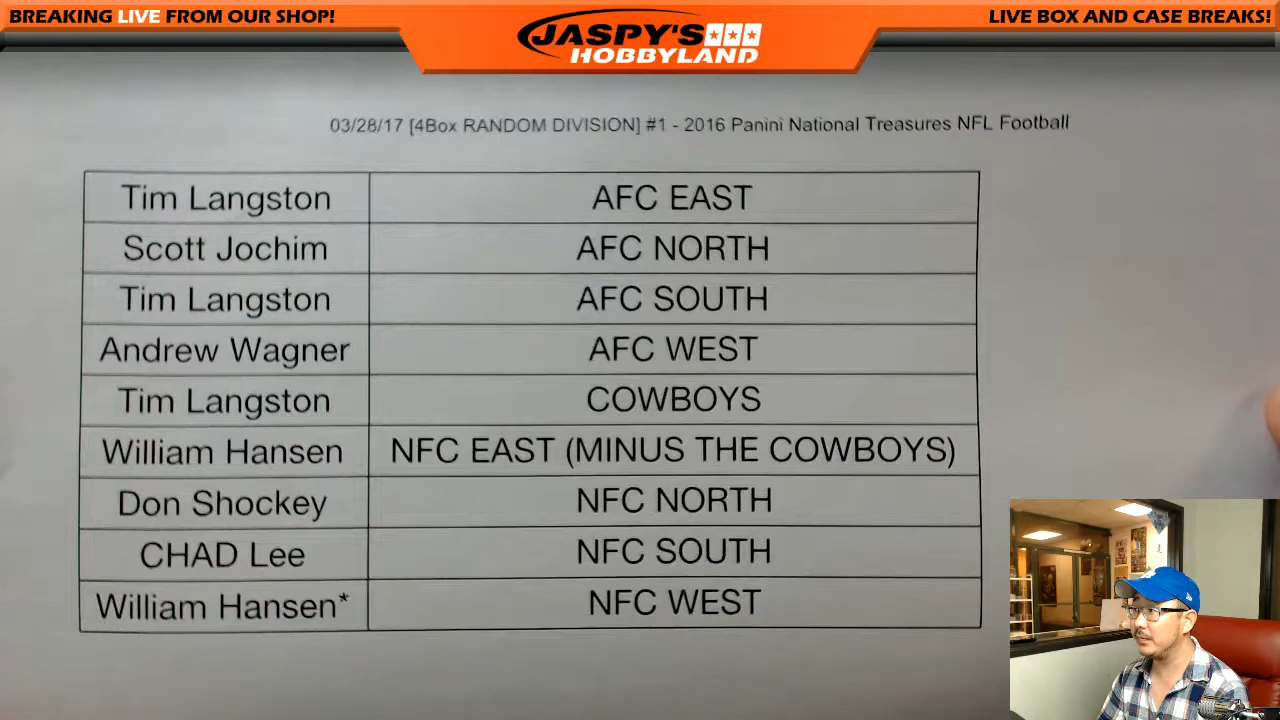 BREAKING LIVE FROM OUR SHOP!
JASPY'S
HOBBYLAND
LIVE BOX AND CASE BREAKS!
03/28/17 [4Box RANDOM DIVISION] #1 - 2016 Panini National Treasures NFL Football
Tim Langston AFC EAST
Scott Jochim AFC NORTH
Tim Langston AFC SOUTH
Andrew Wagner AFC WEST
Tim Langston COWBOYS
William Hansen NFC EAST (MINUS THE COWBOYS)
Don Shockey NFC NORTH
CHAD Lee NFC SOUTH
William Hansen* NFC WEST